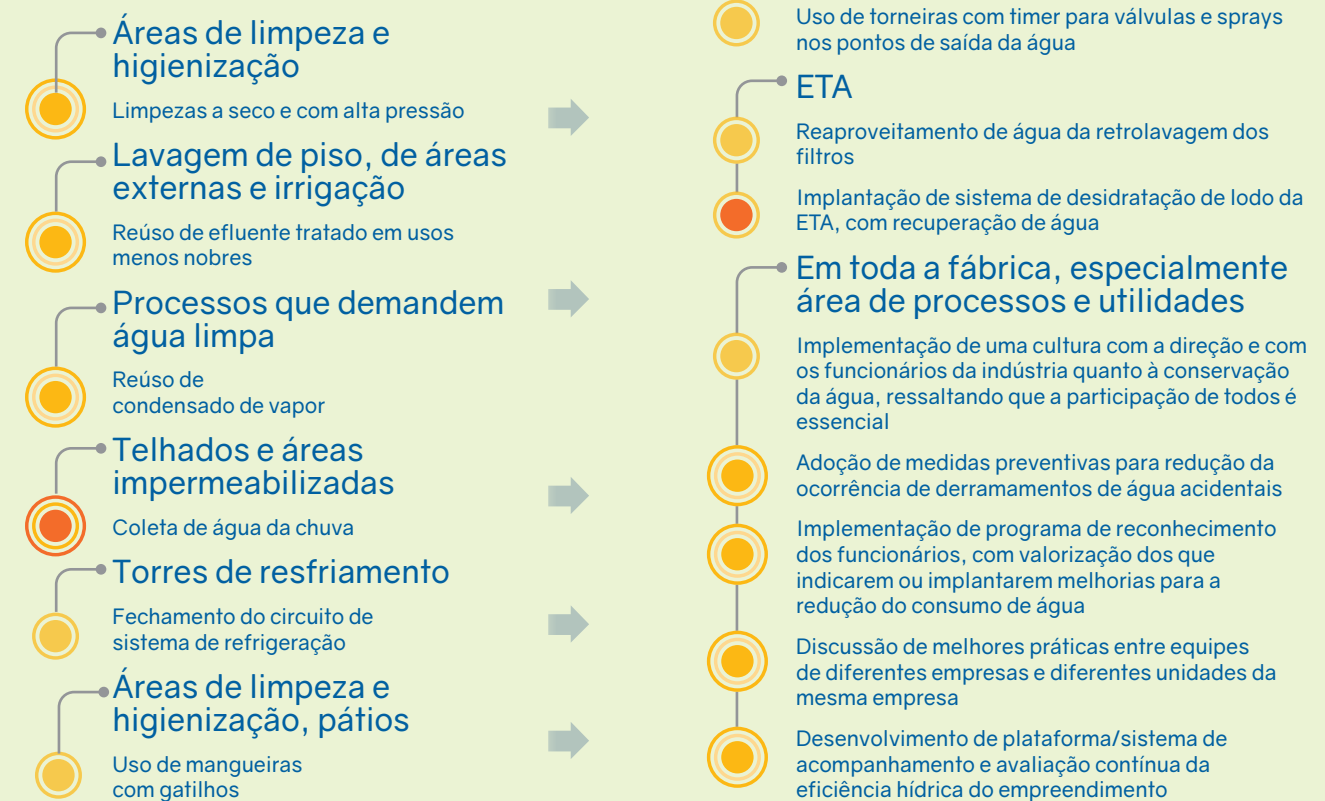 Áreas de limpeza e
higienização
Limpezas a seco e com alta pressão
Lavagem de piso, de áreas
externas e irrigação
Reúso de efluente tratado em usos
menos nobres
Processos que demandem
água limpa
Reúso de
condensado de vapor
Telhados e áreas
impermeabilizadas
Coleta de água da chuva
Torres de resfriamento
Fechamento do circuito de
sistema de refrigeração
Áreas de limpeza e
higienização, pátios
Uso de mangueiras
com gatilhos
Uso de torneiras com timer para válvulas e sprays
nos pontos de saída da água
ETA
Reaproveitamento de água da retrolavagem dos
filtros
Implantação de sistema de desidratação de lodo da
ETA, com recuperação de água
Em toda a fábrica, especialmente
área de processos e utilidades
Implementação de uma cultura com a direção e com
os funcionários da indústria quanto à conservação
da água, ressaltando que a participação de todos é
essencial
Adoção de medidas preventivas para redução da
ocorrência de derramamentos de água acidentais
Implementação de programa de reconhecimento
dos funcionários, com valorização dos que
indicarem ou implantarem melhorias para a
redução do consumo de água
Discussão de melhores práticas entre equipes
de diferentes empresas e diferentes unidades da
mesma empresa
Desenvolvimento de plataforma/sistema de
acompanhamento e avaliação contínua da
eficiência hídrica do empreendimento